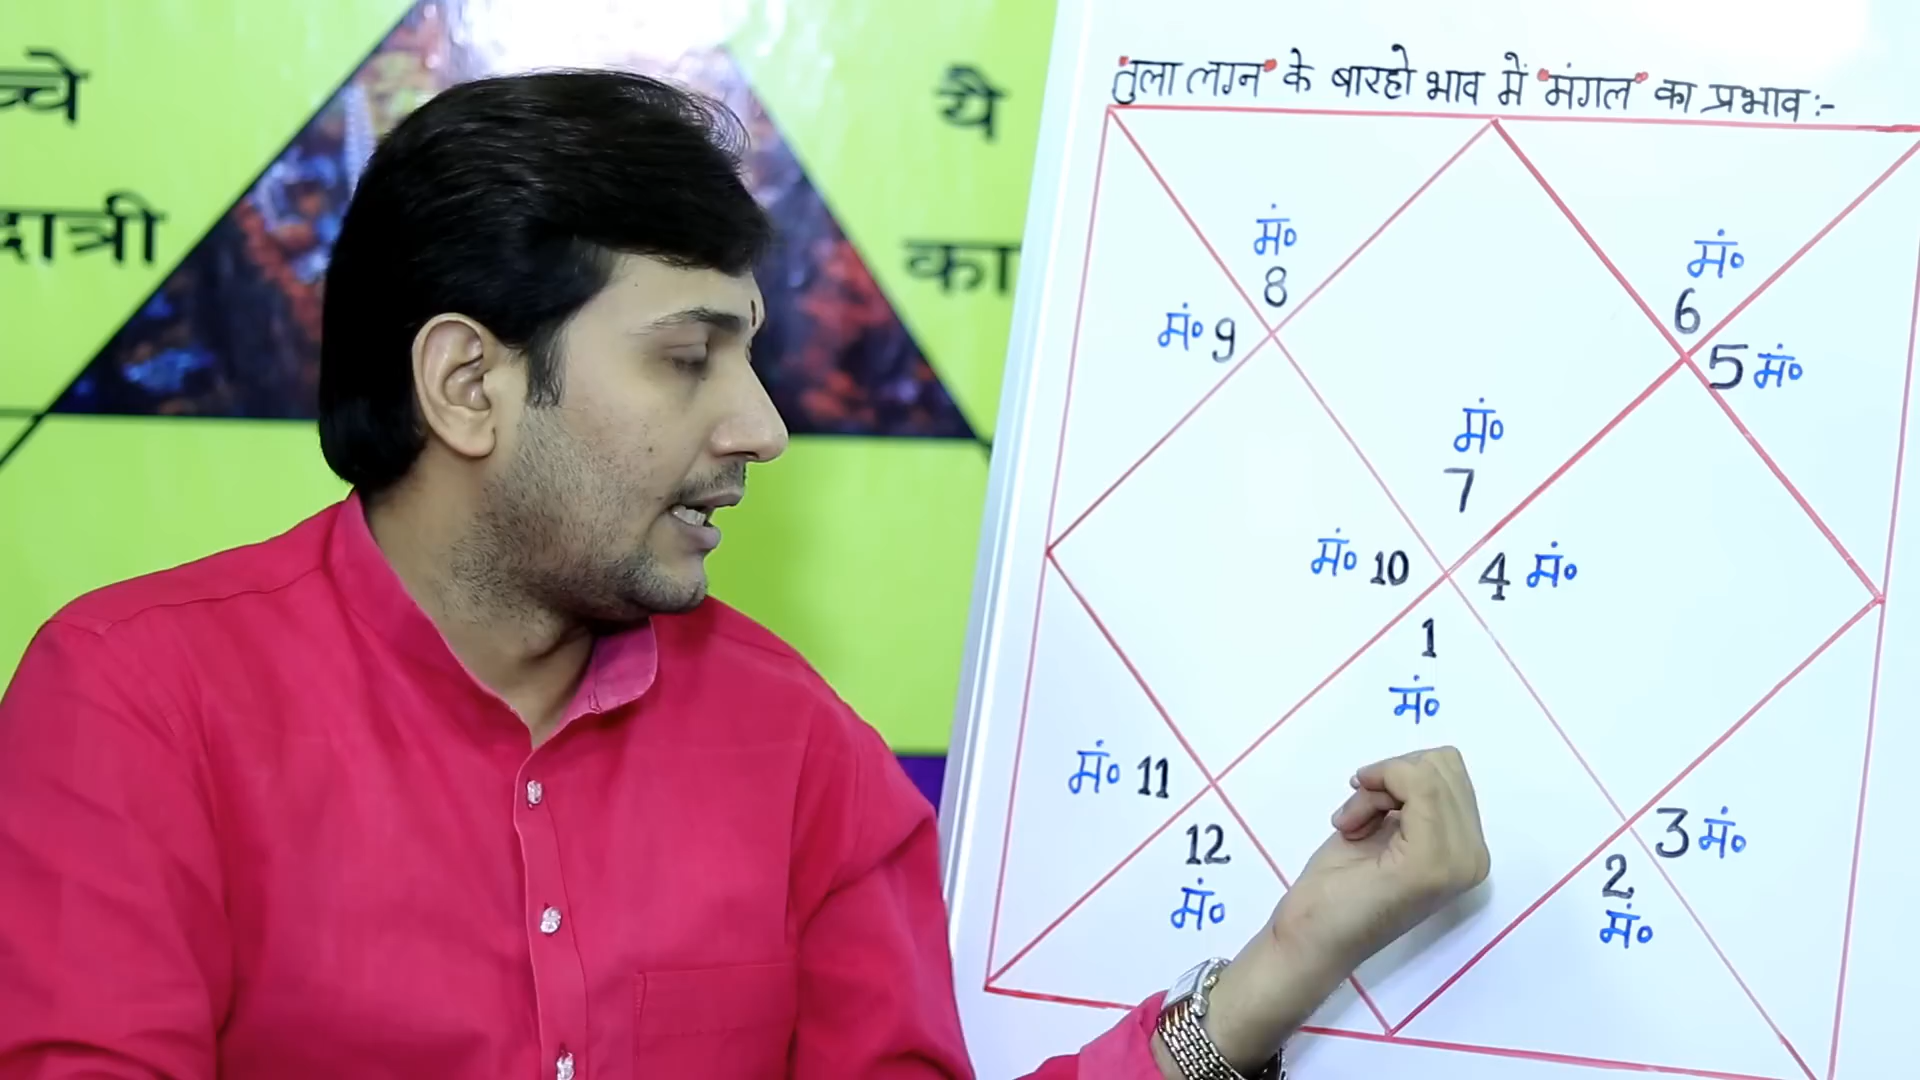 तुला लग्न के बारहो भाव में "मंगल" का प्रभाव :-
च्चे
यै
दात्री
का
मं०
8
मं०
6
मं० 9
5 मं०
मं०
7
मं० 10
4 मं०
1
मं०
मं० 11
12
मं०
3 मं०
2
मं०